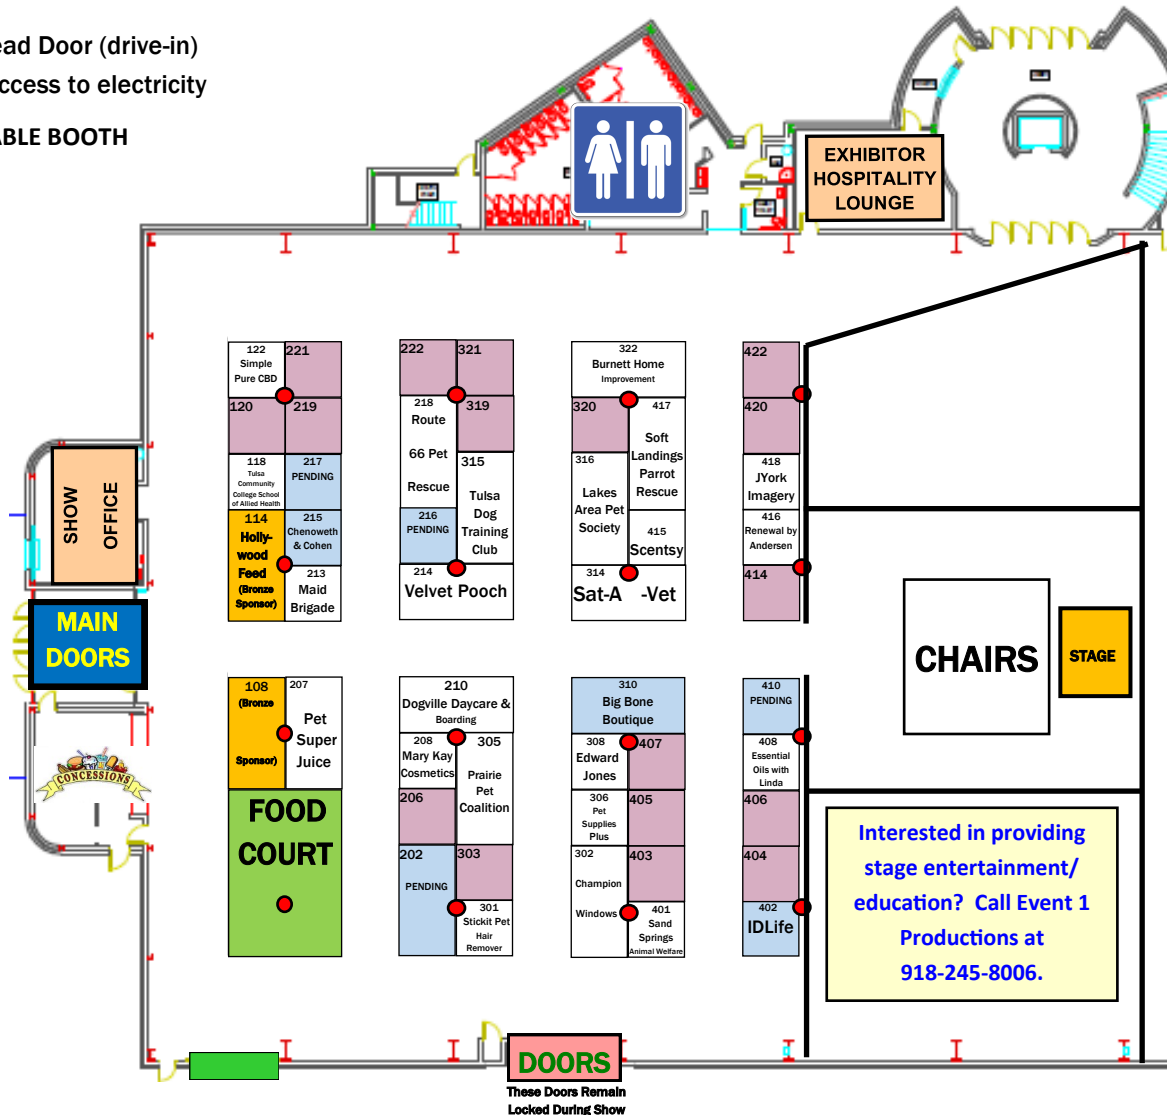 ead Door (drive-in)
ccess to electricity
ABLE BOOTH
EXHIBITOR
HOSPITALITY
LOUNGE
SHOW
OFFICE
MAIN
DOORS
CONCESSIONS
122
Simple
Pure CBD
221
120
219
118
Tulsa
Community
College School
of Allied Health
217
PENDING
114
Holly-
wood
Feed
(Bronze
Sponsor)
215
Chenoweth
& Cohen
213
Maid
Brigade
222
321
218
Route
66 Pet
Rescue
319
315
Tulsa
Dog
Training
Club
216
PENDING
214
Velvet Pooch
322
Burnett Home
Improvement
320
417
Soft
Landings
Parrot
Rescue
316
Lakes
Area Pet
Society
415
Scentsy
314
Sat-A -Vet
422
420
418
JYork
Imagery
416
Renewal by
Andersen
414
CHAIRS
STAGE
108
(Bronze
Sponsor)
207
Pet
Super
Juice
FOOD
COURT
210
Dogville Daycare &
Boarding
208
Mary Kay
Cosmetics
305
Prairie
Pet
Coalition
206
202
PENDING
303
301
Stickit Pet
Hair
Remover
310
Big Bone
Boutique
308
Edward
Jones
407
306
Pet
Supplies
Plus
405
302
Champion
Windows
403
401
Sand
Springs
Animal Welfare
410
PENDING
408
Essential
Oils with
Linda
406
404
402
IDLife
Interested in providing
stage entertainment/
education? Call Event 1
Productions at
918-245-8006.
DOORS
These Doors Remain
Locked During Show